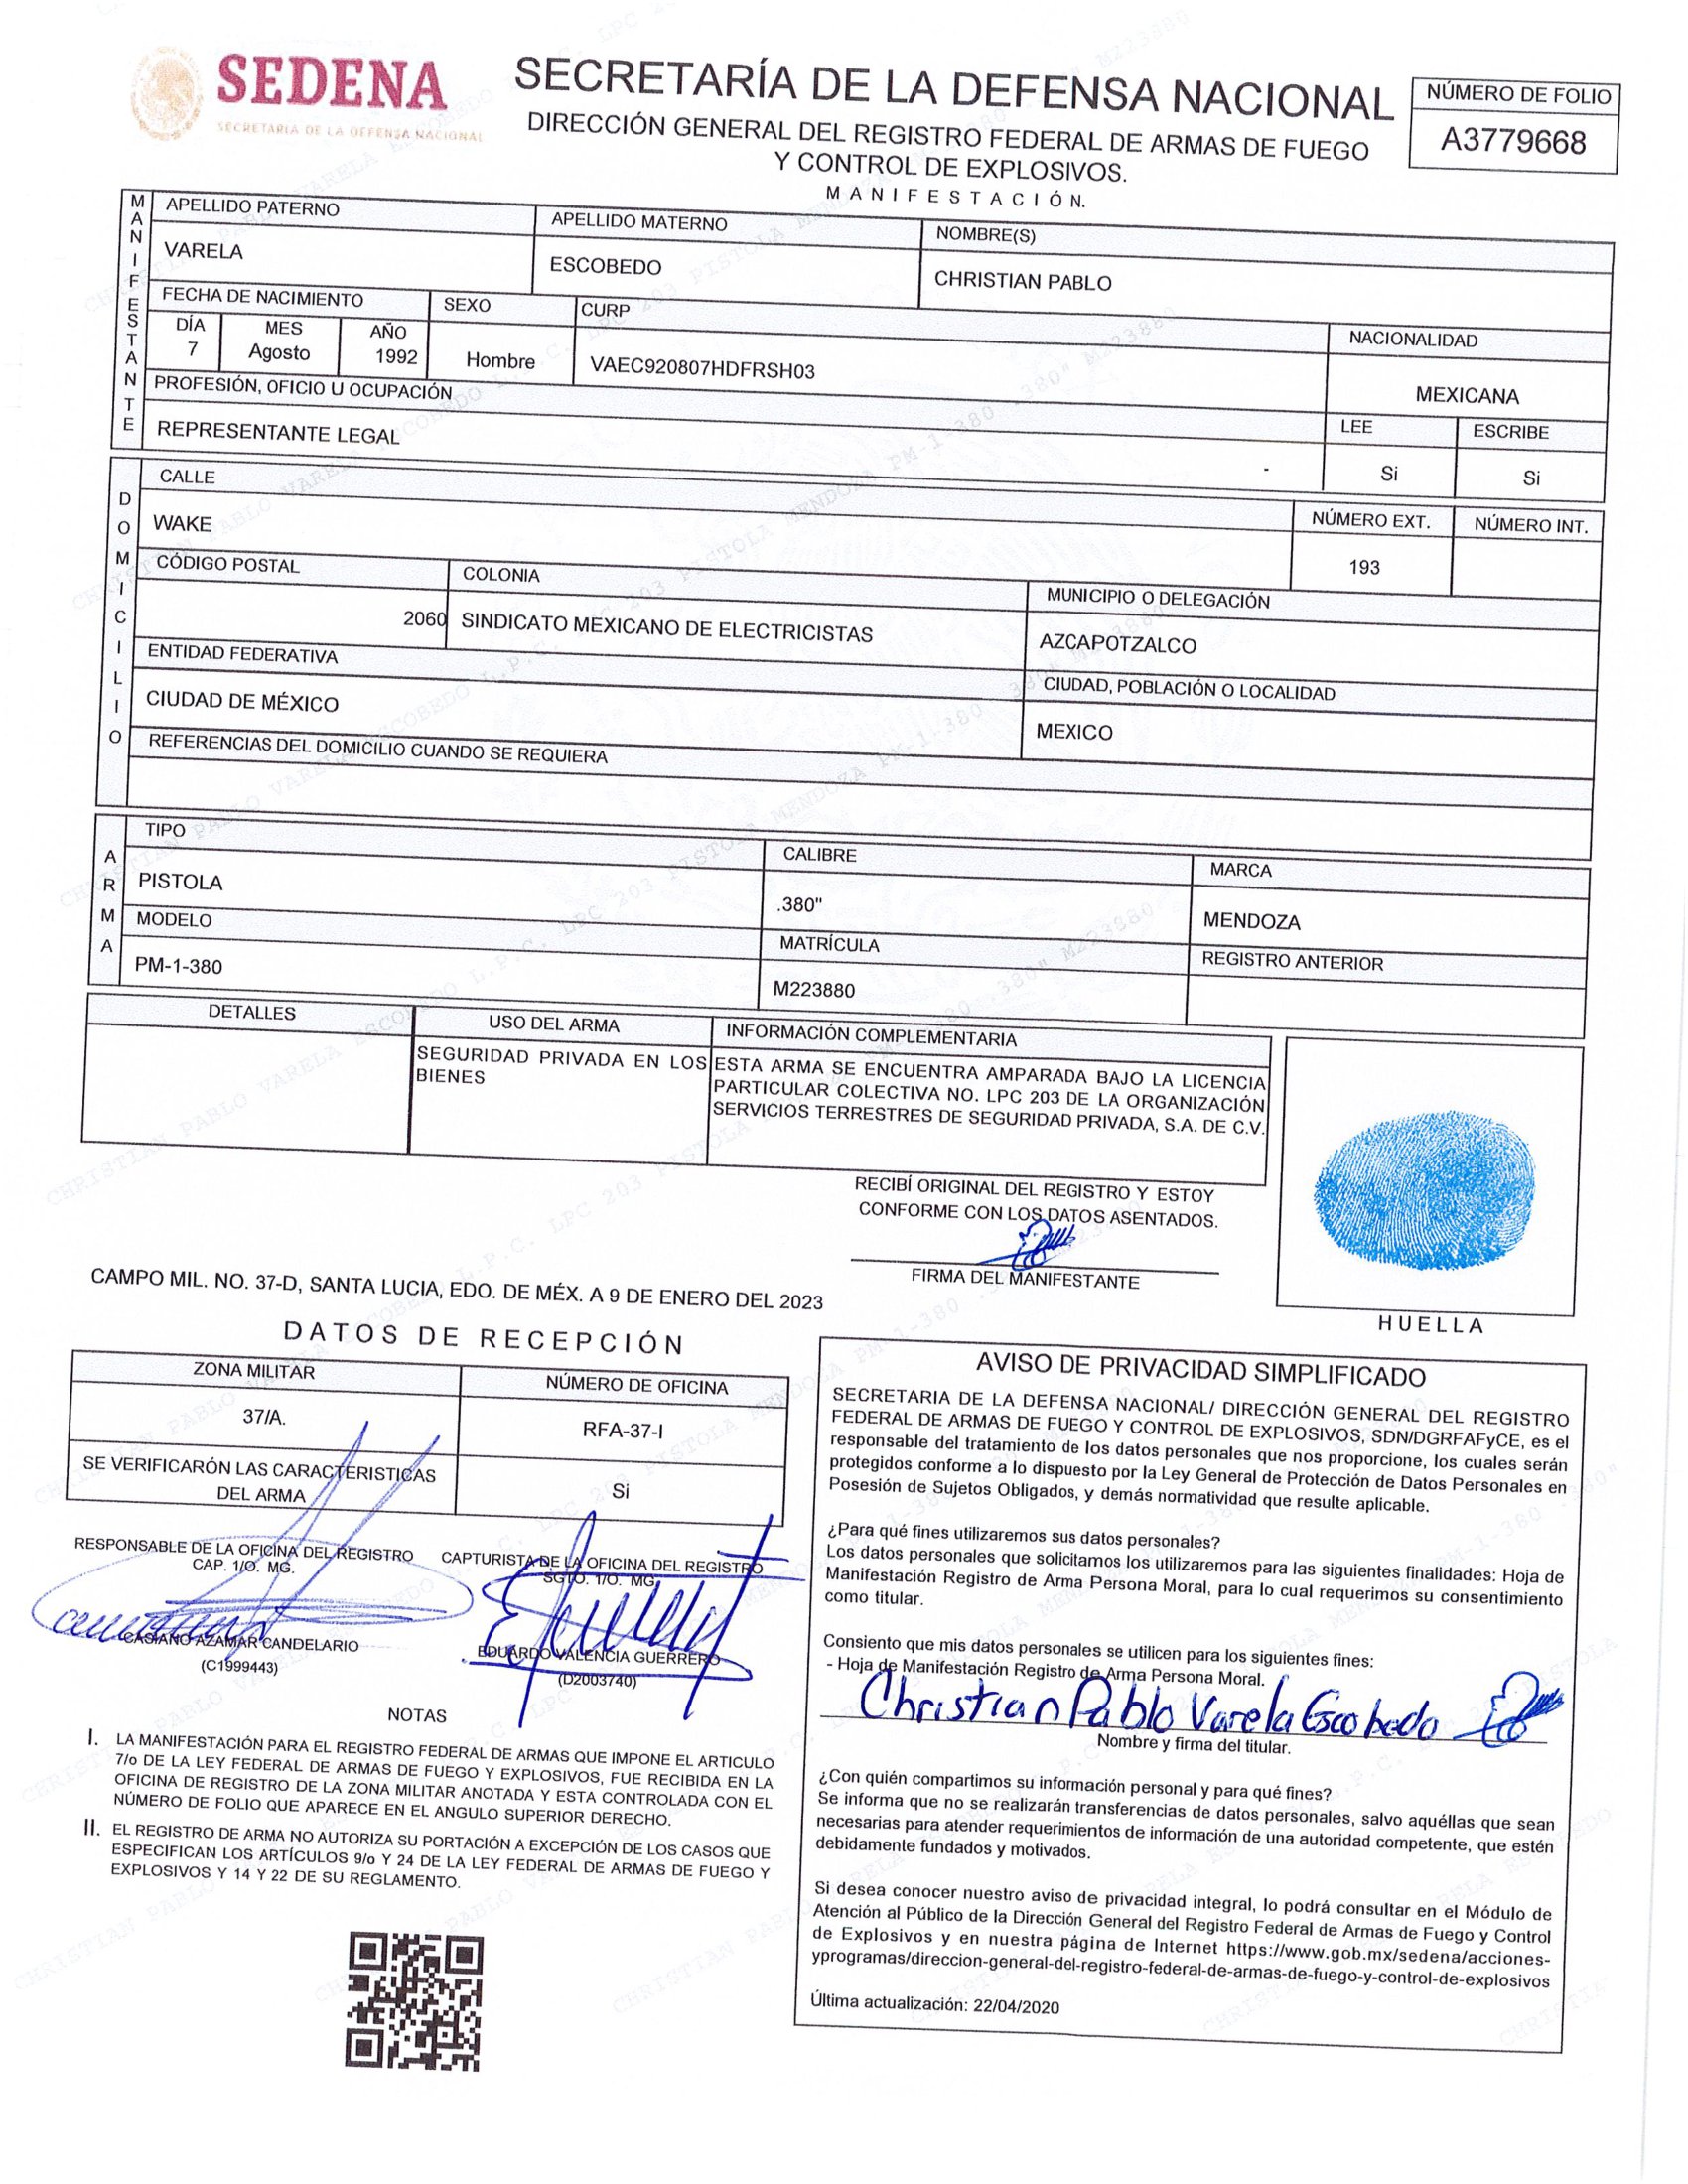 SEDENA
SECRETARÍA DE LA DEFENSA NACIONAL
SECRETARÍA DE LA DEFENSA NACIONAL
DIRECCIÓN GENERAL DEL REGISTRO FEDERAL DE ARMAS DE FUEGO
Y CONTROL DE EXPLOSIVOS.
MANIFESTACIÓN.
NÚMERO DE FOLIO
A3779668
MANIFESTANTE
APELLIDO PATERNO APELLIDO MATERNO NOMBRE(S)
VARELA ESCOBEDO CHRISTIAN PABLO
FECHA DE NACIMIENTO SEXO CURP NACIONALIDAD
DÍA MES AÑO
7 Agosto 1992 Hombre VAEC920807HDFRSH03 MEXICANA
PROFESIÓN, OFICIO U OCUPACIÓN LEE ESCRIBE
REPRESENTANTE LEGAL - Si Si
DOMICILIO
CALLE NÚMERO EXT. NÚMERO INT.
WAKE 193
CÓDIGO POSTAL COLONIA MUNICIPIO O DELEGACIÓN
2060 SINDICATO MEXICANO DE ELECTRICISTAS AZCAPOTZALCO
ENTIDAD FEDERATIVA CIUDAD, POBLACIÓN O LOCALIDAD
CIUDAD DE MÉXICO MEXICO
REFERENCIAS DEL DOMICILIO CUANDO SE REQUIERA
ARMA
TIPO CALIBRE MARCA
PISTOLA .380" MENDOZA
MODELO MATRÍCULA REGISTRO ANTERIOR
PM-1-380 M223880
DETALLES USO DEL ARMA INFORMACIÓN COMPLEMENTARIA
SEGURIDAD PRIVADA EN LOS
BIENES
ESTA ARMA SE ENCUENTRA AMPARADA BAJO LA LICENCIA
PARTICULAR COLECTIVA NO. LPC 203 DE LA ORGANIZACIÓN
SERVICIOS TERRESTRES DE SEGURIDAD PRIVADA, S.A. DE C.V.
RECIBÍ ORIGINAL DEL REGISTRO Y ESTOY
CONFORME CON LOS DATOS ASENTADOS.
FIRMA DEL MANIFESTANTE
HUELLA
CAMPO MIL. NO. 37-D, SANTA LUCIA, EDO. DE MÉX. A 9 DE ENERO DEL 2023
DATOS DE RECEPCIÓN
ZONA MILITAR NÚMERO DE OFICINA
37/A. RFA-37-I
SE VERIFICARÓN LAS CARACTERISTICAS
DEL ARMA
Si
RESPONSABLE DE LA OFICINA DEL REGISTRO
CAP. 1/O. MG.
CASIANO AZAMAR CANDELARIO
(C1999443)
CAPTURISTA DE LA OFICINA DEL REGISTRO
SGTO. 1/O. MG.
EDUARDO VALENCIA GUERRERO
(D2003740)
NOTAS
I. LA MANIFESTACIÓN PARA EL REGISTRO FEDERAL DE ARMAS QUE IMPONE EL ARTICULO
7/o DE LA LEY FEDERAL DE ARMAS DE FUEGO Y EXPLOSIVOS, FUE RECIBIDA EN LA
OFICINA DE REGISTRO DE LA ZONA MILITAR ANOTADA Y ESTA CONTROLADA CON EL
NÚMERO DE FOLIO QUE APARECE EN EL ANGULO SUPERIOR DERECHO.
II. EL REGISTRO DE ARMA NO AUTORIZA SU PORTACIÓN A EXCEPCIÓN DE LOS CASOS QUE
ESPECIFICAN LOS ARTÍCULOS 9/o Y 24 DE LA LEY FEDERAL DE ARMAS DE FUEGO Y
EXPLOSIVOS Y 14 Y 22 DE SU REGLAMENTO.
AVISO DE PRIVACIDAD SIMPLIFICADO
SECRETARIA DE LA DEFENSA NACIONAL/ DIRECCIÓN GENERAL DEL REGISTRO
FEDERAL DE ARMAS DE FUEGO Y CONTROL DE EXPLOSIVOS, SDN/DGRFAFyCE, es el
responsable del tratamiento de los datos personales que nos proporcione, los cuales serán
protegidos conforme a lo dispuesto por la Ley General de Protección de Datos Personales en
Posesión de Sujetos Obligados, y demás normatividad que resulte aplicable.
¿Para qué fines utilizaremos sus datos personales?
Los datos personales que solicitamos los utilizaremos para las siguientes finalidades: Hoja de
Manifestación Registro de Arma Persona Moral, para lo cual requerimos su consentimiento
como titular.
Consiento que mis datos personales se utilicen para los siguientes fines:
- Hoja de Manifestación Registro de Arma Persona Moral.
Christian Pablo Varela Escobedo
Nombre y firma del titular.
¿Con quién compartimos su información personal y para qué fines?
Se informa que no se realizarán transferencias de datos personales, salvo aquéllas que sean
necesarias para atender requerimientos de información de una autoridad competente, que estén
debidamente fundados y motivados.
Si desea conocer nuestro aviso de privacidad integral, lo podrá consultar en el Módulo de
Atención al Público de la Dirección General del Registro Federal de Armas de Fuego y Control
de Explosivos y en nuestra página de Internet https://www.gob.mx/sedena/acciones-
yprogramas/direccion-general-del-registro-federal-de-armas-de-fuego-y-control-de-explosivos
Última actualización: 22/04/2020